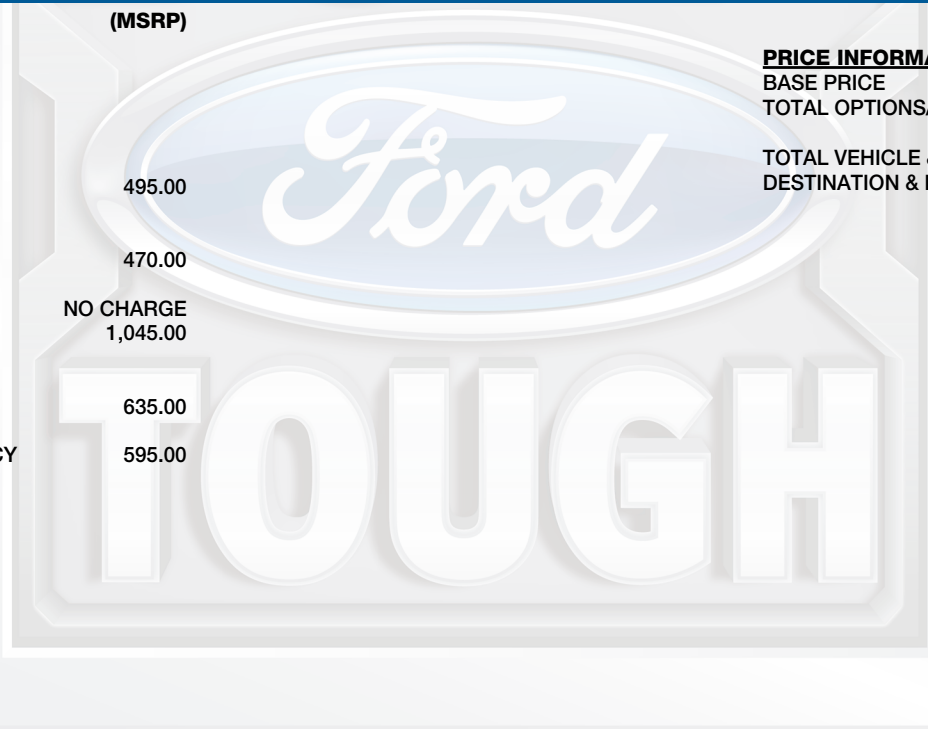 (MSRP)
495.00
470.00
NO CHARGE
1,045.00
635.00
CY 595.00
PRICE INFORMA
BASE PRICE
TOTAL OPTIONS
TOTAL VEHICLE
DESTINATION &
Ford
TOUGH